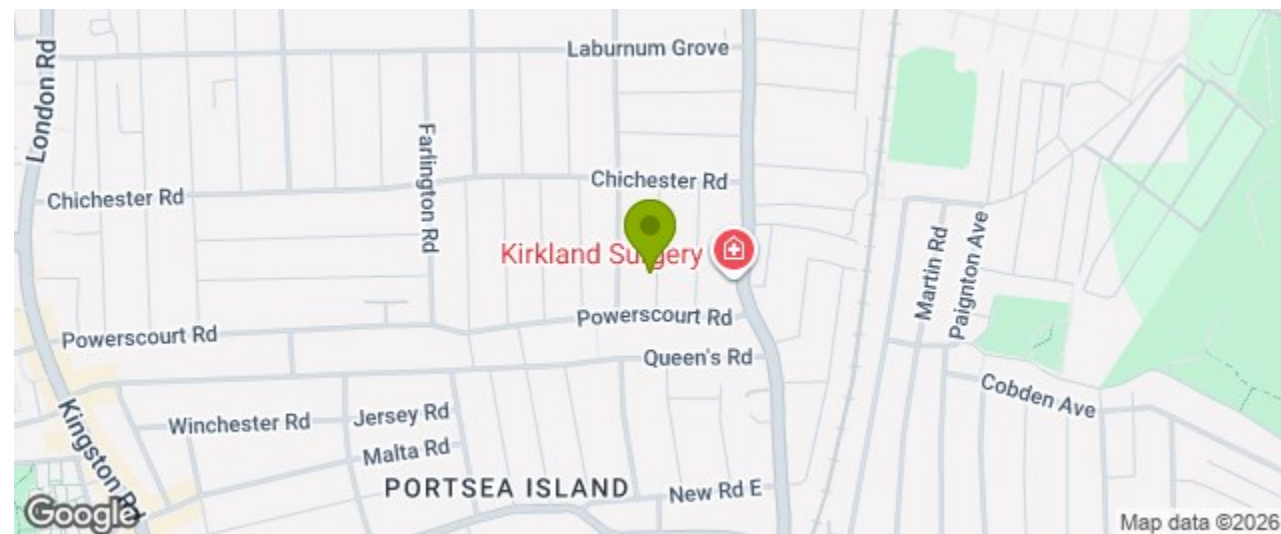 Laburnum Grove
London Rd
Farlington Rd
Chichester Rd
Chichester Rd
Kirkland Surgery
Martin Rd
Paignton Ave
Powerscourt Rd
Powerscourt Rd
Queen's Rd
Cobden Ave
Kingston Rd
Winchester Rd
Jersey Rd
Malta Rd
PORTSEA ISLAND
New Rd E
Google
Map data ©2026